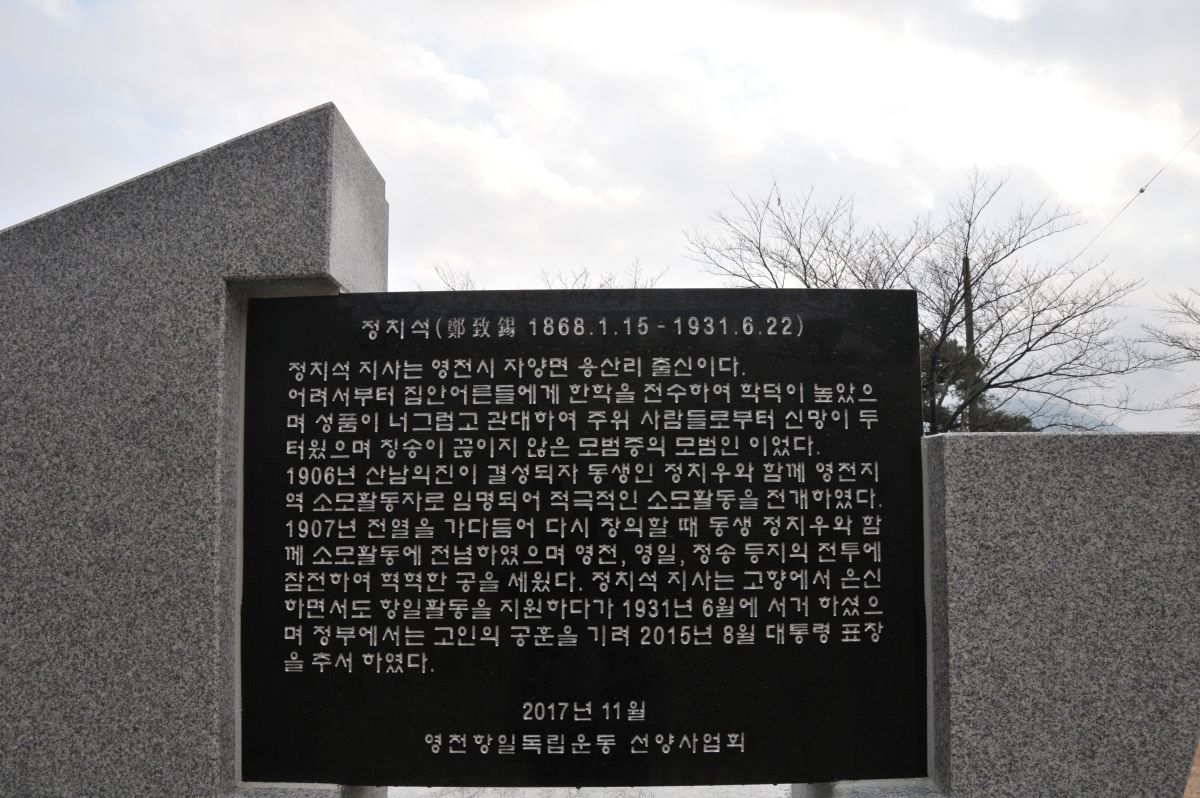 정치석(鄭致錫 1868.1.15 - 1931.6.22)
정치석 지사는 영천시 자양면 용산리 출신이다.
어려서부터 집안어른들에게 한학을 전수하여 학덕이 높았으
며 성품이 너그럽고 관대하여 주위 사람들로부터 신망이 두
터웠으며 칭송이 끊이지 않은 모범중의 모범인 이었다.
1906년 산남의진이 결성되자 동생인 정치우와 함께 영천지
역 소모활동자로 임명되어 적극적인 소모활동을 전개하였다.
1907년 전열을 가다듬어 다시 창의할 때 동생 정치우와 함
께 소모활동에 전념하였으며 영천, 영일, 청송 등지의 전투에
참전하여 혁혁한 공을 세웠다. 정치석 지사는 고향에서 은신
하면서도 항일활동을 지원하다가 1931년 6월에 서거 하셨으
며 정부에서는 고인의 공훈을 기려 2015년 8월 대통령 표창
을 추서 하였다.
2017년 11월
영천항일독립운동 선양사업회